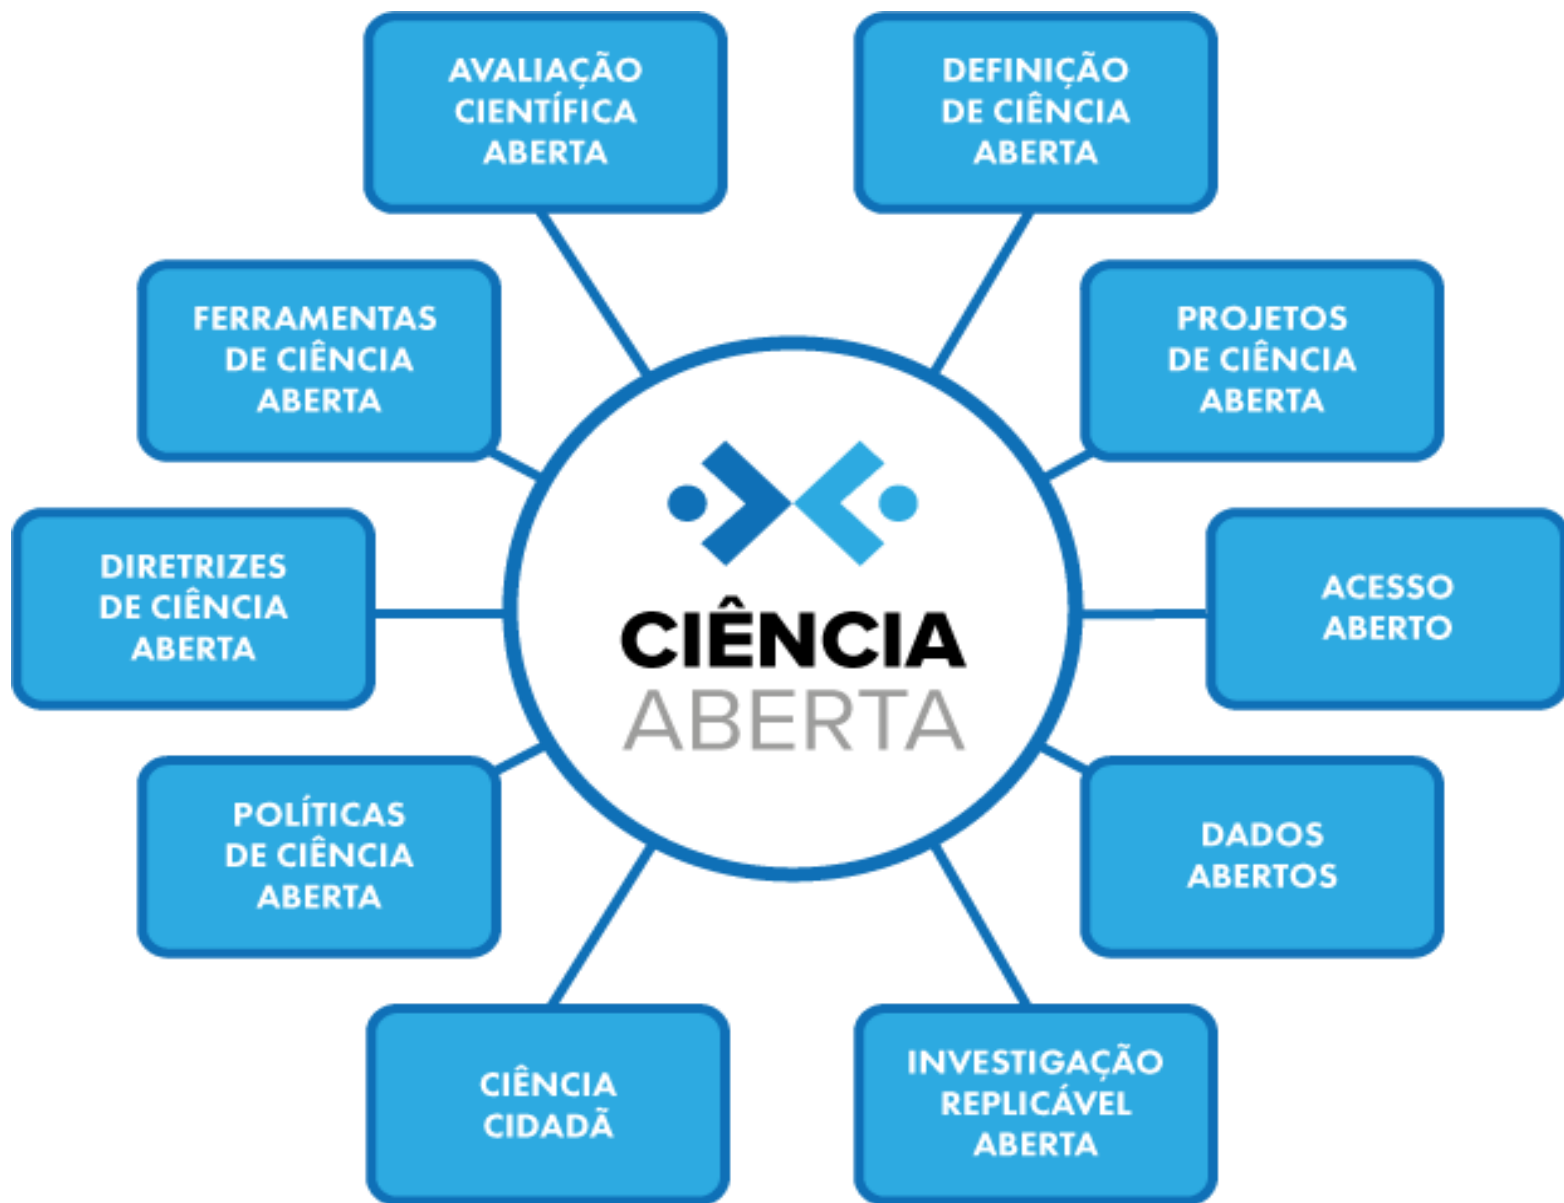 AVALIAÇÃO
CIENTÍFICA
ABERTA
DEFINIÇÃO
DE CIÊNCIA
ABERTA
FERRAMENTAS
DE CIÊNCIA
ABERTA
PROJETOS
DE CIÊNCIA
ABERTA
DIRETRIZES
DE CIÊNCIA
ABERTA
CIÊNCIA
ABERTA
ACESSO
ABERTO
POLÍTICAS
DE CIÊNCIA
ABERTA
DADOS
ABERTOS
CIÊNCIA
CIDADÃ
INVESTIGAÇÃO
REPLICÁVEL
ABERTA